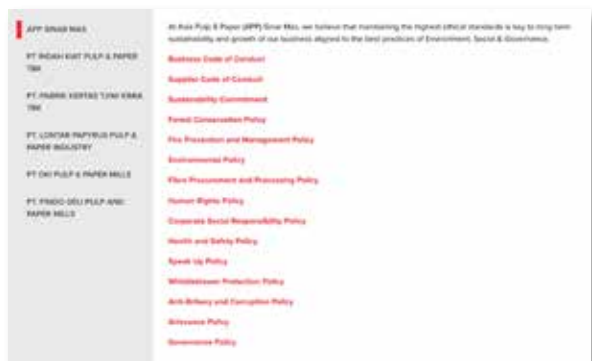 APP SINAR MAS
PT INDAH KIAT PULP & PAPER
TBK
PT. PABRIK KERTAS TJIWI KIMIA
TBK
PT. LONTAR PAPYRUS PULP &
PAPER INDUSTRY
PT OKI PULP & PAPER MILLS
PT. PINDO DELI PULP AND
PAPER MILLS
At Asia Pulp & Paper (APP) Sinar Mas, we believe that maintaining the highest ethical standards is key to long term
sustainability and growth of our business aligned to the best practices of Environment, Social & Governance.
Business Code of Conduct
Supplier Code of Conduct
Sustainability Commitment
Forest Conservation Policy
Fire Prevention and Management Policy
Environmental Policy
Fibre Procurement and Processing Policy
Human Rights Policy
Corporate Social Responsibility Policy
Health and Safety Policy
Speak Up Policy
Whistleblower Protection Policy
Anti-Bribery and Corruption Policy
Grievance Policy
Governance Policy